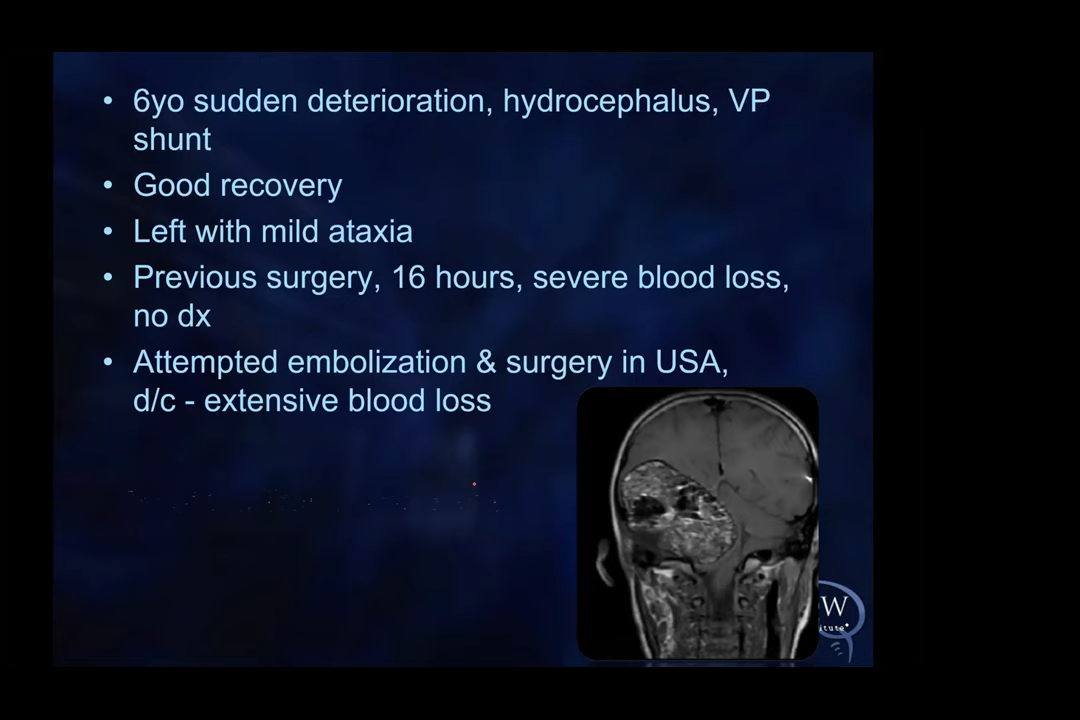 • 6yo sudden deterioration, hydrocephalus, VP
shunt
• Good recovery
• Left with mild ataxia
• Previous surgery, 16 hours, severe blood loss,
no dx
• Attempted embolization & surgery in USA,
d/c - extensive blood loss
W
itute